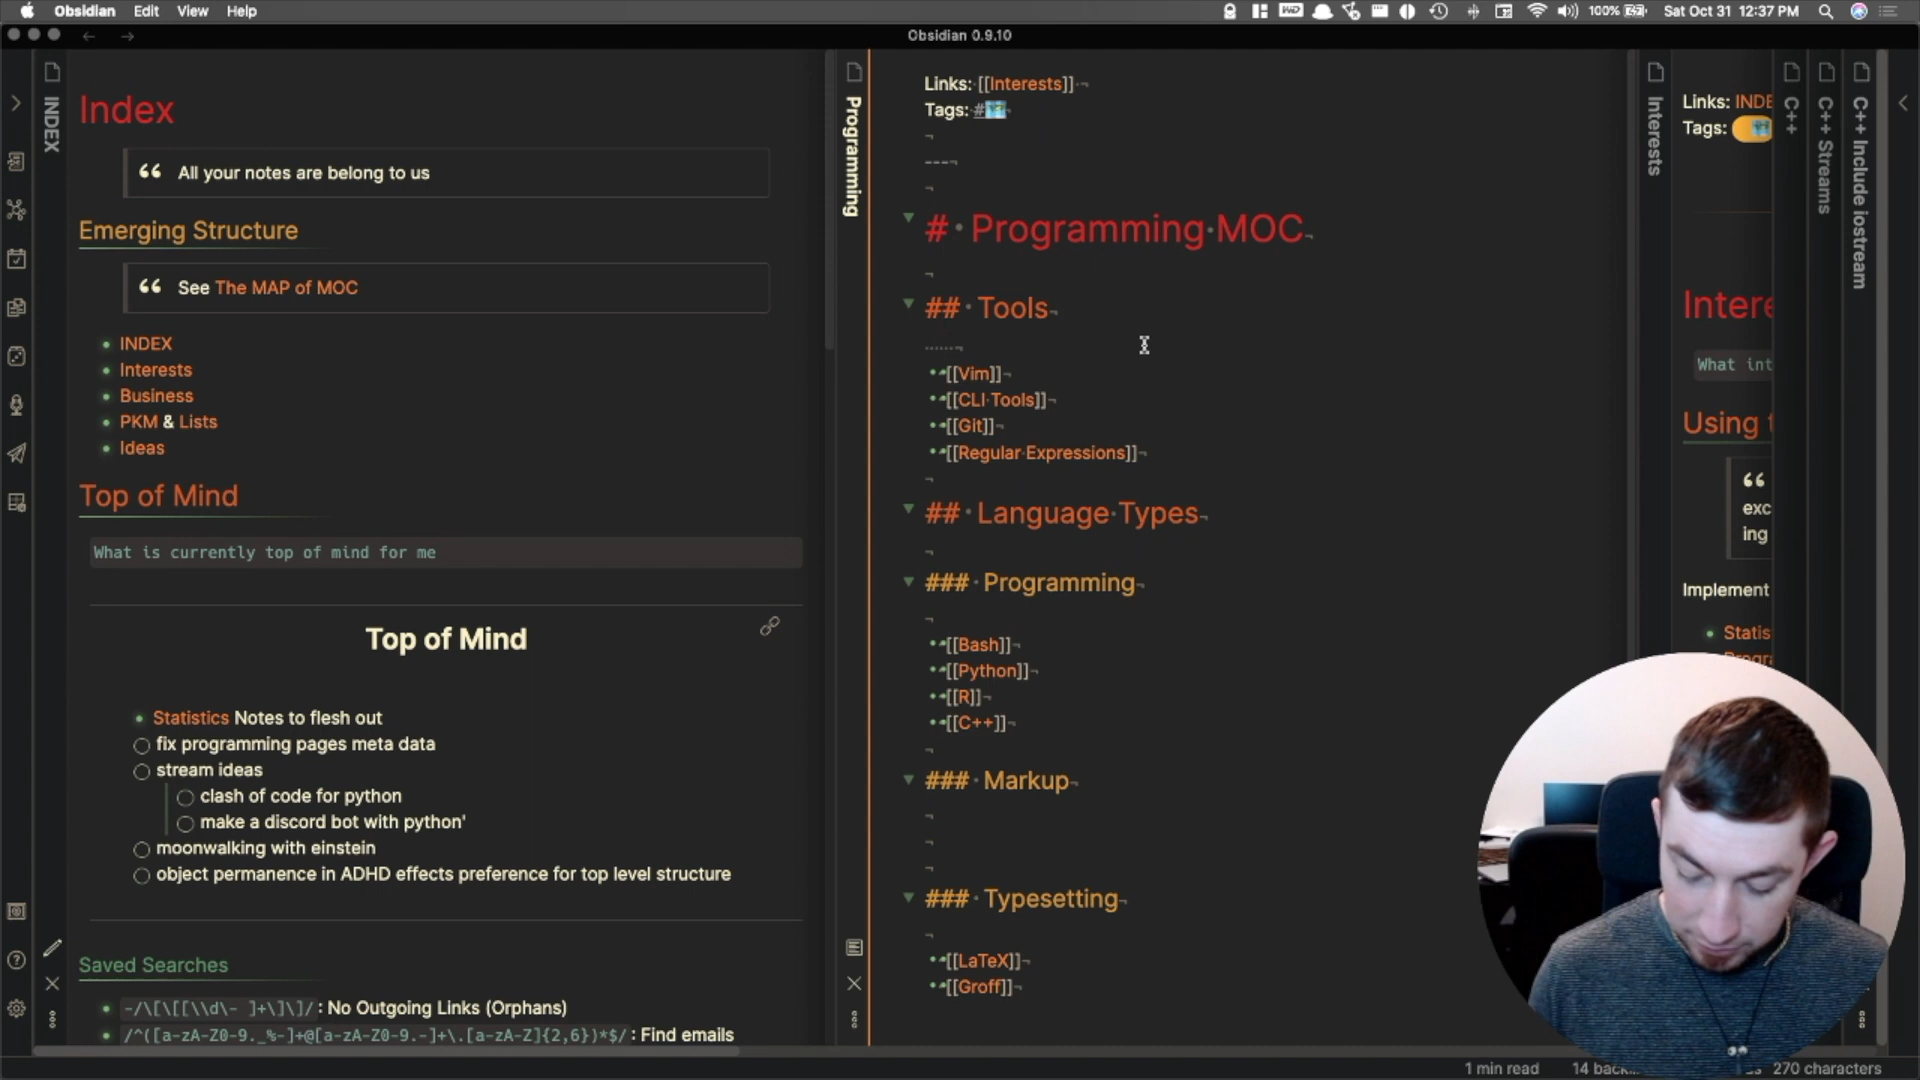 Obsidian Edit View Help
100% Sat Oct 31 12:37 PM
Obsidian 0.9.10
INDEX
Index
All your notes are belong to us
Emerging Structure
See The MAP of MOC
INDEX
Interests
Business
PKM & Lists
Ideas
Top of Mind
What is currently top of mind for me
Top of Mind
Statistics Notes to flesh out
fix programming pages meta data
stream ideas
clash of code for python
make a discord bot with python'
moonwalking with einstein
object permanence in ADHD effects preference for top level structure
Saved Searches
-/\[\[[\\d\- ]+\]\]/ : No Outgoing Links (Orphans)
/^([a-zA-Z0-9._%-]+@[a-zA-Z0-9.-]+\.[a-zA-Z]{2,6})*$/ : Find emails
Programming
Links: [[Interests]]
Tags: #
---
# Programming MOC
## Tools
[[Vim]]
[[CLI Tools]]
[[Git]]
[[Regular Expressions]]
## Language Types
### Programming
[[Bash]]
[[Python]]
[[R]]
[[C++]]
### Markup
### Typesetting
[[LaTeX]]
[[Groff]]
Interests
Links: INDE
Tags:
Intere
What int
Using t
exc
ing
Implement
Statis
C++
C++ Streams
C++ Include iostream
1 min read
14 back
270 characters